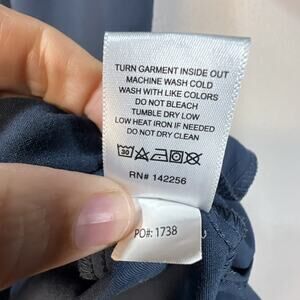 TURN GARMENT INSIDE OUT
MACHINE WASH COLD
WASH WITH LIKE COLORS
DO NOT BLEACH
TUMBLE DRY LOW
LOW HEAT IRON IF NEEDED
DO NOT DRY CLEAN
30
RN# 142256
PO#: 1738